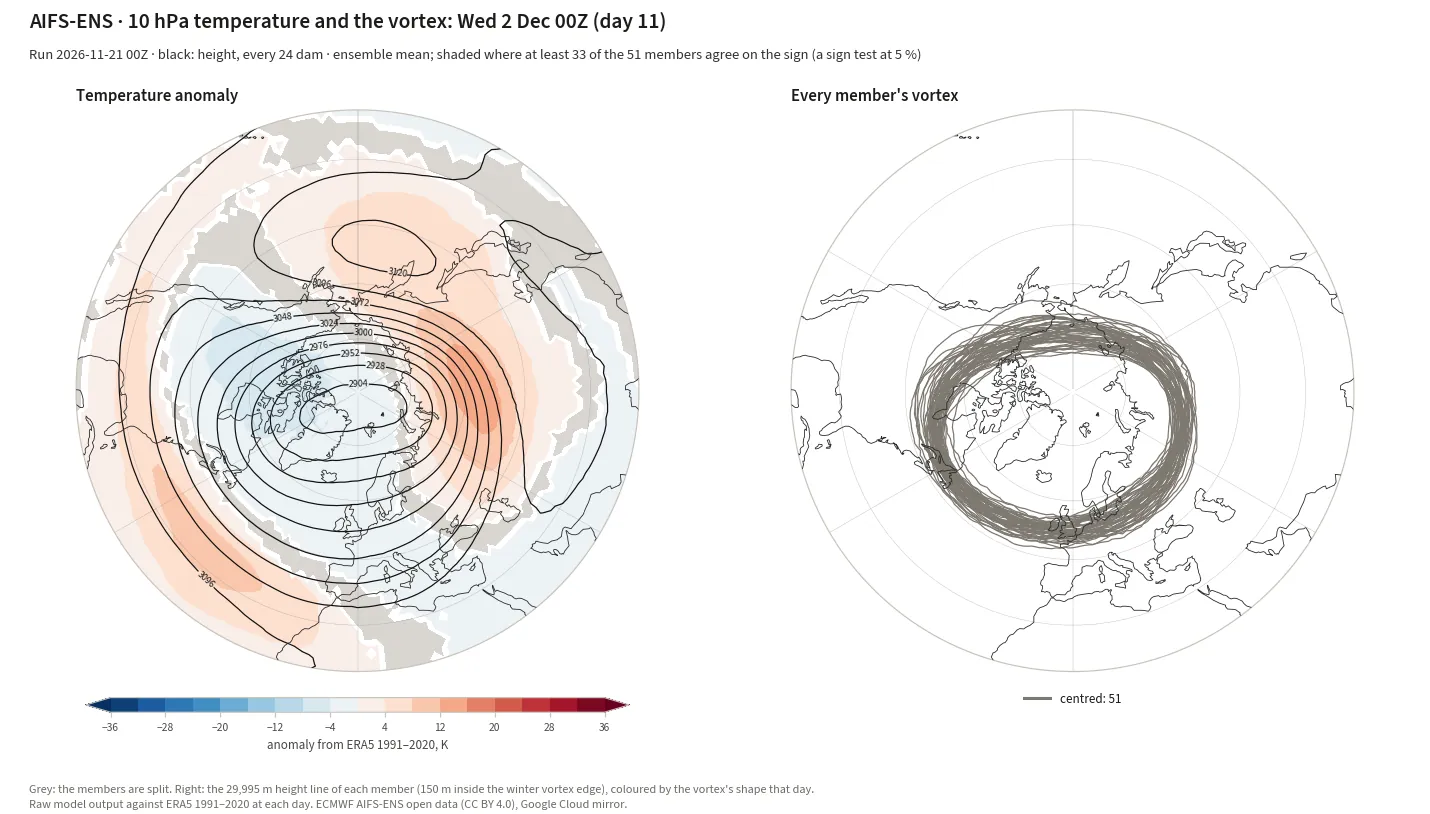 AIFS-ENS · 10 hPa temperature and the vortex: Wed 2 Dec 00Z (day 11)
Run 2026-11-21 00Z · black: height, every 24 dam · ensemble mean; shaded where at least 33 of the 51 members agree on the sign (a sign test at 5 %)
Temperature anomaly
Every member's vortex
3120
3096
3072
3048
3024
3000
2976
2952
2928
2904
3096
−36 −28 −20 −12 −4 4 12 20 28 36
anomaly from ERA5 1991–2020, K
centred: 51
Grey: the members are split. Right: the 29,995 m height line of each member (150 m inside the winter vortex edge), coloured by the vortex's shape that day.
Raw model output against ERA5 1991–2020 at each day. ECMWF AIFS-ENS open data (CC BY 4.0), Google Cloud mirror.